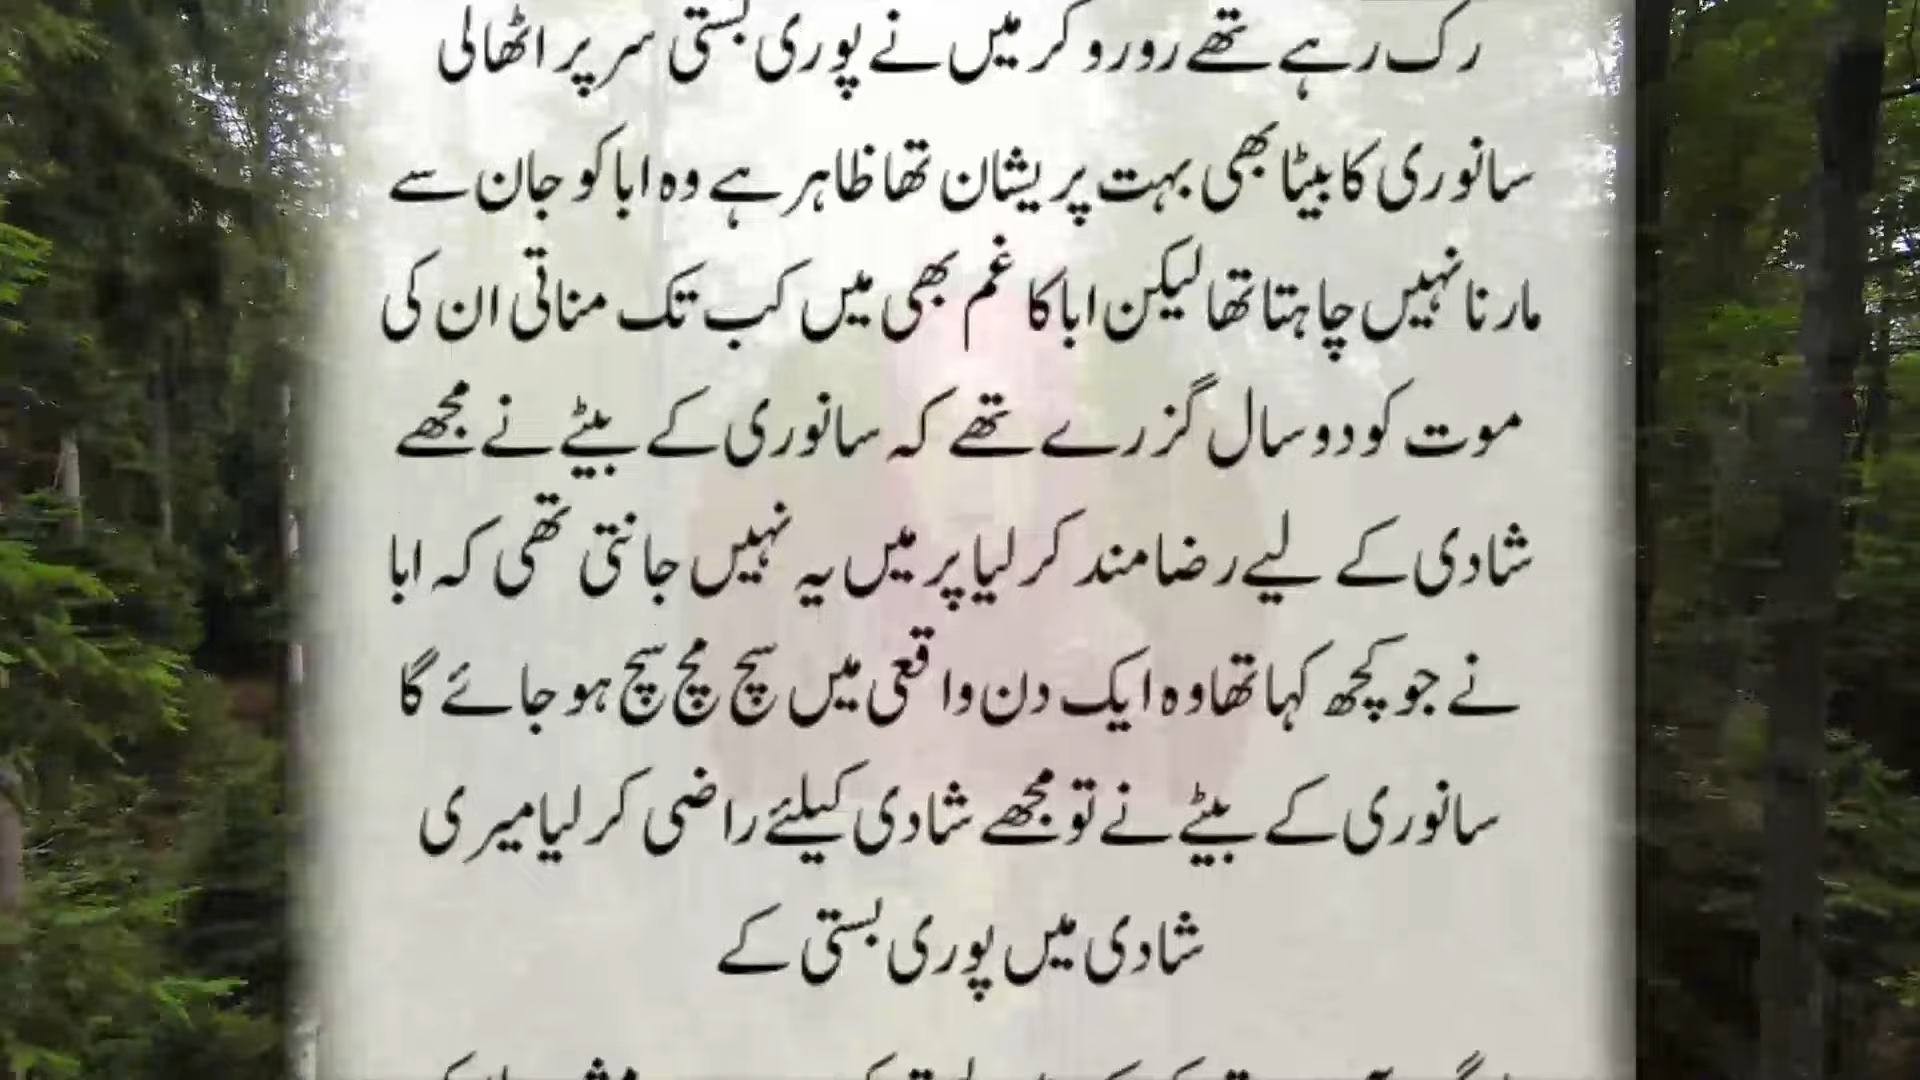 رک رہے تھے رو رو کر میں نے پوری بستی سر پر اٹھا لی
سانوری کا بیٹا بھی بہت پریشان تھا ظاہر ہے وہ ابا کو جان سے
مارنا نہیں چاہتا تھا لیکن ابا کا غم بھی میں کب تک مناتی ان کی
موت کو دو سال گزرے تھے کہ سانوری کے بیٹے نے مجھے
شادی کے لیے رضامند کر لیا پر میں یہ نہیں جانتی تھی کہ ابا
نے جو کچھ کہا تھا وہ ایک دن واقعی میں سچ مچ سچ ہو جائے گا
سانوری کے بیٹے نے تو مجھے شادی کیلئے راضی کر لیا میری
شادی میں پوری بستی کے